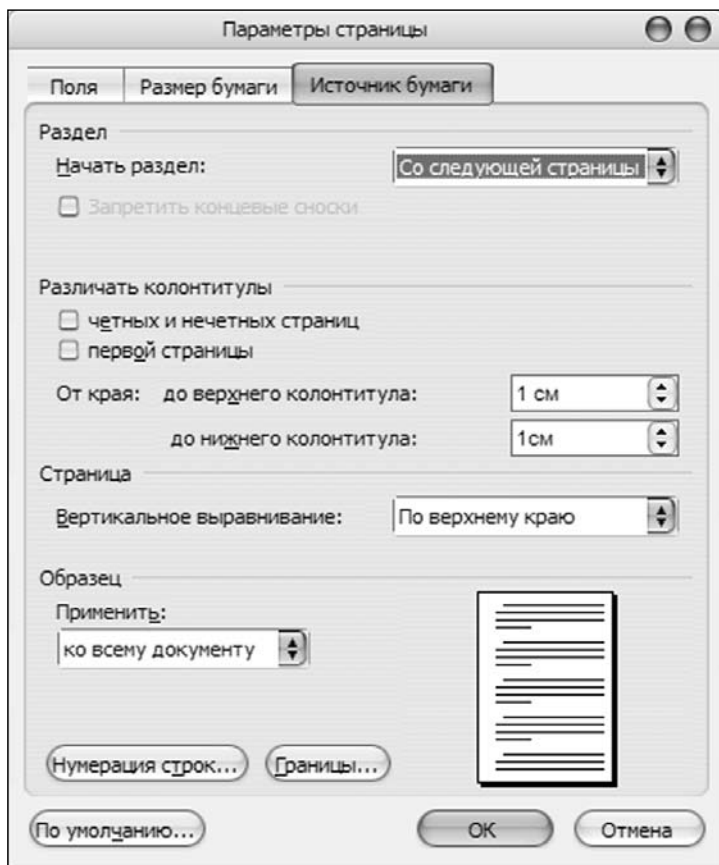 Параметры страницы
Поля Размер бумаги Источник бумаги
Раздел
Начать раздел: Со следующей страницы
Запретить концевые сноски
Различать колонтитулы
четных и нечетных страниц
первой страницы
От края: до верхнего колонтитула: 1 см
до нижнего колонтитула: 1см
Страница
Вертикальное выравнивание: По верхнему краю
Образец
Применить:
ко всему документу
Нумерация строк... Границы...
По умолчанию... ОК Отмена